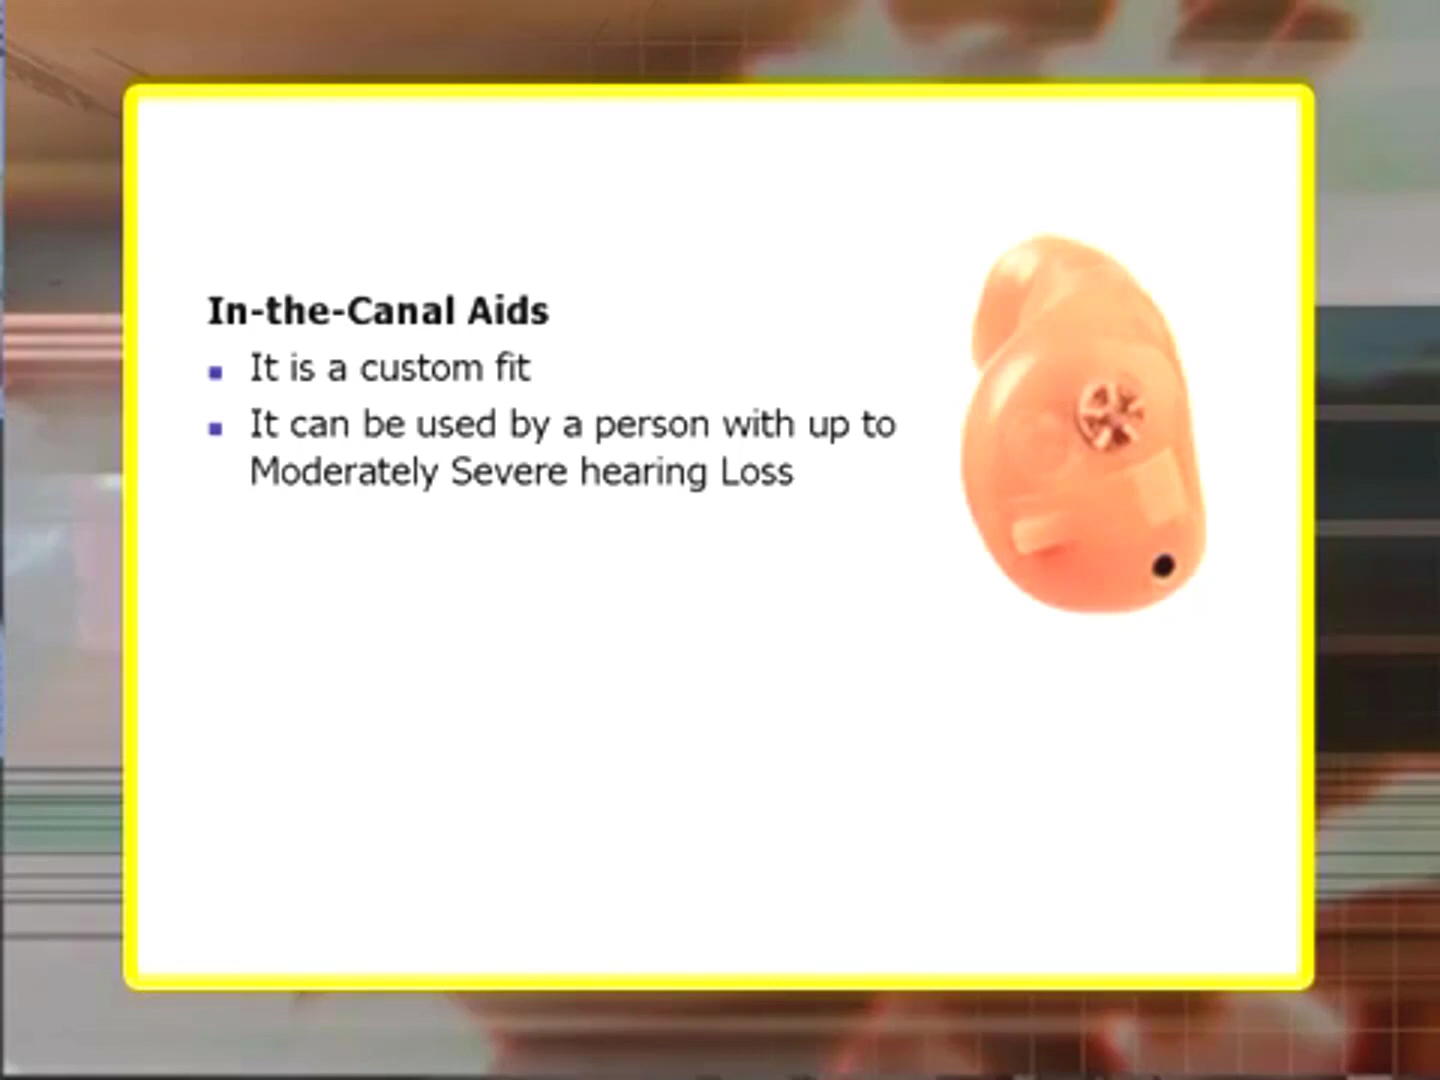 In-the-Canal Aids
It is a custom fit
It can be used by a person with up to
Moderately Severe hearing Loss